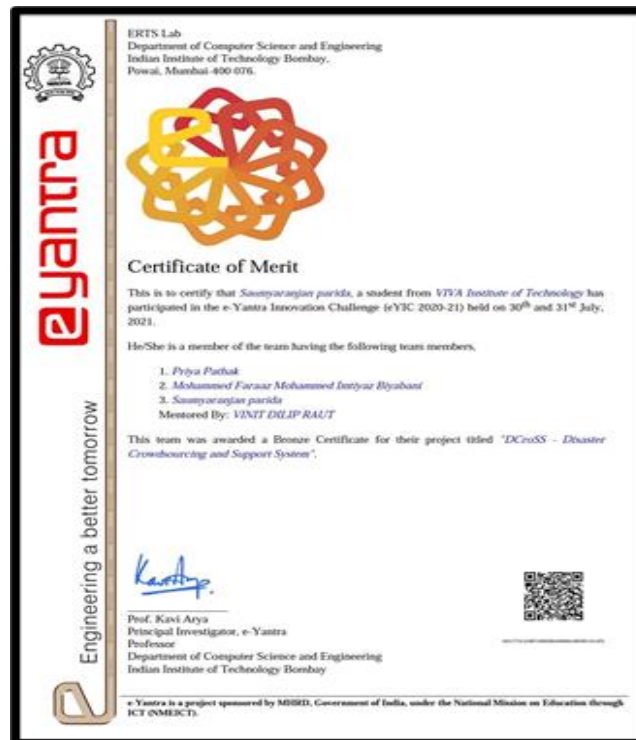 ERTS Lab
Department of Computer Science and Engineering
Indian Institute of Technology Bombay,
Powai, Mumbai-400 076.
e yantra
Engineering a better tomorrow
Certificate of Merit
This is to certify that Saumyaranjan parida, a student from VIVA Institute of Technology has
participated in the e-Yantra Innovation Challenge (eYIC 2020-21) held on 30th and 31st July,
2021.
He/She is a member of the team having the following team members,
1. Priya Pathak
2. Mohammed Faraaz Mohammed Imtiyaz Biyabani
3. Saumyaranjan parida
Mentored By: VINIT DILIP RAUT
This team was awarded a Bronze Certificate for their project titled "DCroSS - Disaster
Crowdsourcing and Support System".
Prof. Kavi Arya
Principal Investigator, e-Yantra
Professor
Department of Computer Science and Engineering
Indian Institute of Technology Bombay
e-Yantra is a project sponsored by MHRD, Government of India, under the National Mission on Education through
ICT (NMEICT).